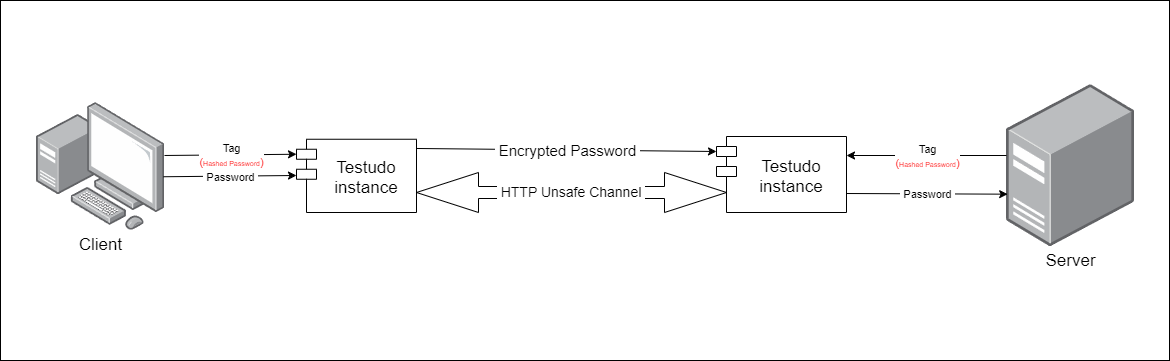 Tag
(Hashed Password)
Password
Client
Testudo
instance
Encrypted Password
HTTP Unsafe Channel
Testudo
instance
Tag
(Hashed Password)
Password
Server